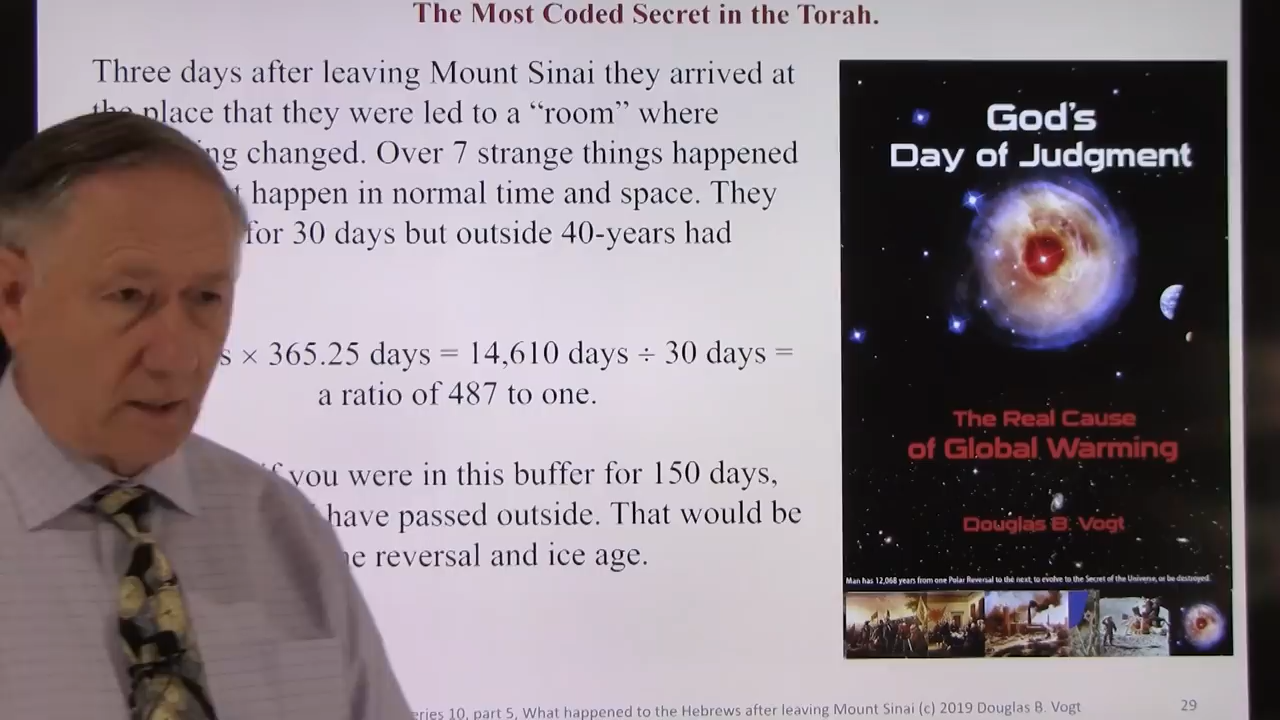 The Most Coded Secret in the Torah.
Three days after leaving Mount Sinai they arrived at
place that they were led to a “room” where
changed. Over 7 strange things happened
happen in normal time and space. They
for 30 days but outside 40-years had
× 365.25 days = 14,610 days ÷ 30 days =
a ratio of 487 to one.
you were in this buffer for 150 days,
have passed outside. That would be
reversal and ice age.
God's
Day of Judgment
The Real Cause
of Global Warming
Douglas B. Vogt
Man has 12,068 years from one Polar Reversal to the next, to evolve to the Secret of the Universe, or be destroyed.
10, part 5, What happened to the Hebrews after leaving Mount Sinai (c) 2019 Douglas B. Vogt
29